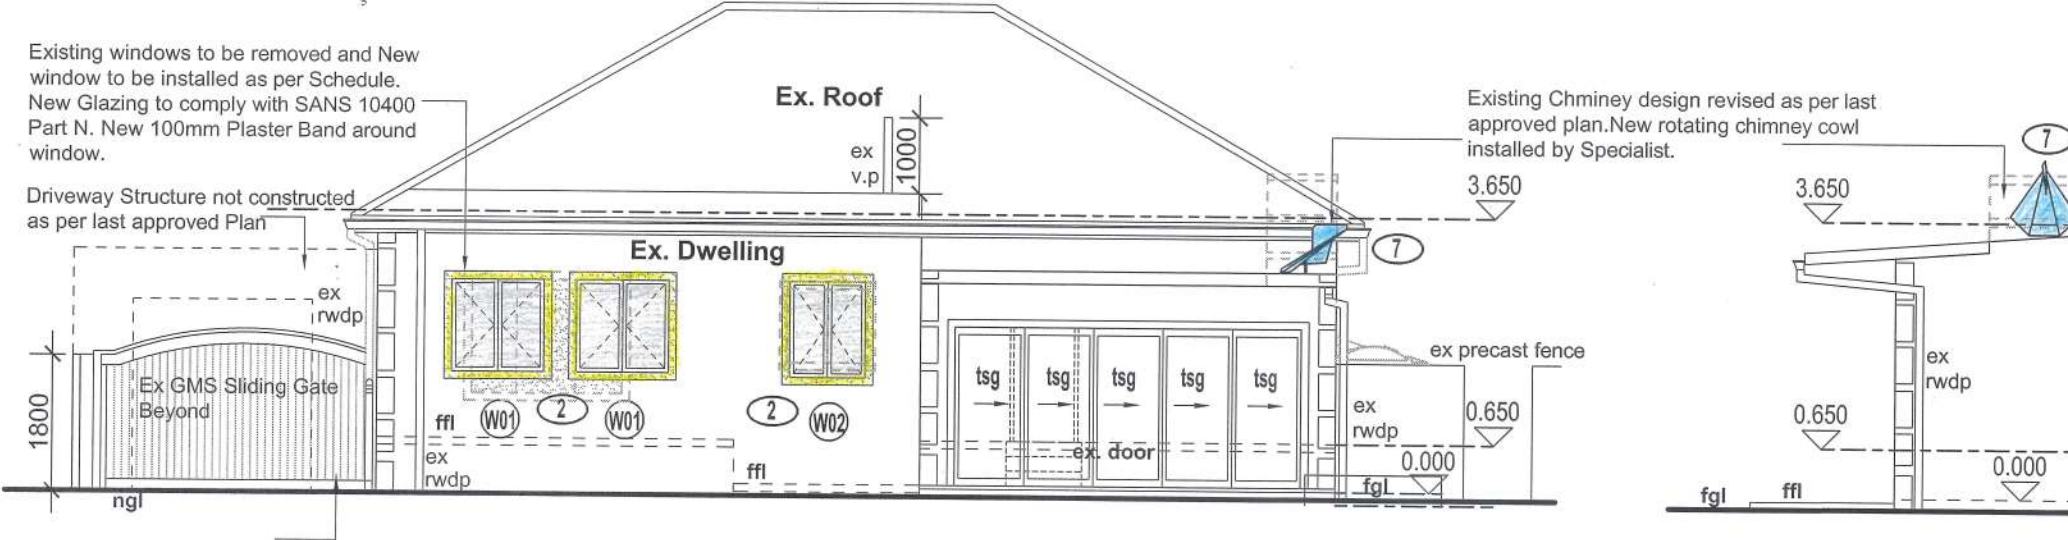 Existing windows to be removed and New
window to be installed as per Schedule.
New Glazing to comply with SANS 10400
Part N. New 100mm Plaster Band around
window.
Driveway Structure not constructed
as per last approved Plan
Ex. Roof
ex
v.p
1000
Existing Chminey design revised as per last
approved plan.New rotating chimney cowl
installed by Specialist.
3.650
3.650
7
7
Ex. Dwelling
ex
rwdp
Ex GMS Sliding Gate
Beyond
1800
ngl
ffl
W01
2
W01
2
W02
ex
rwdp
ffl
tsg
tsg
tsg
tsg
tsg
ex. door
ex precast fence
ex
rwdp
0.650
0.000
fgl
ex
rwdp
0.650
0.000
fgl
ffl